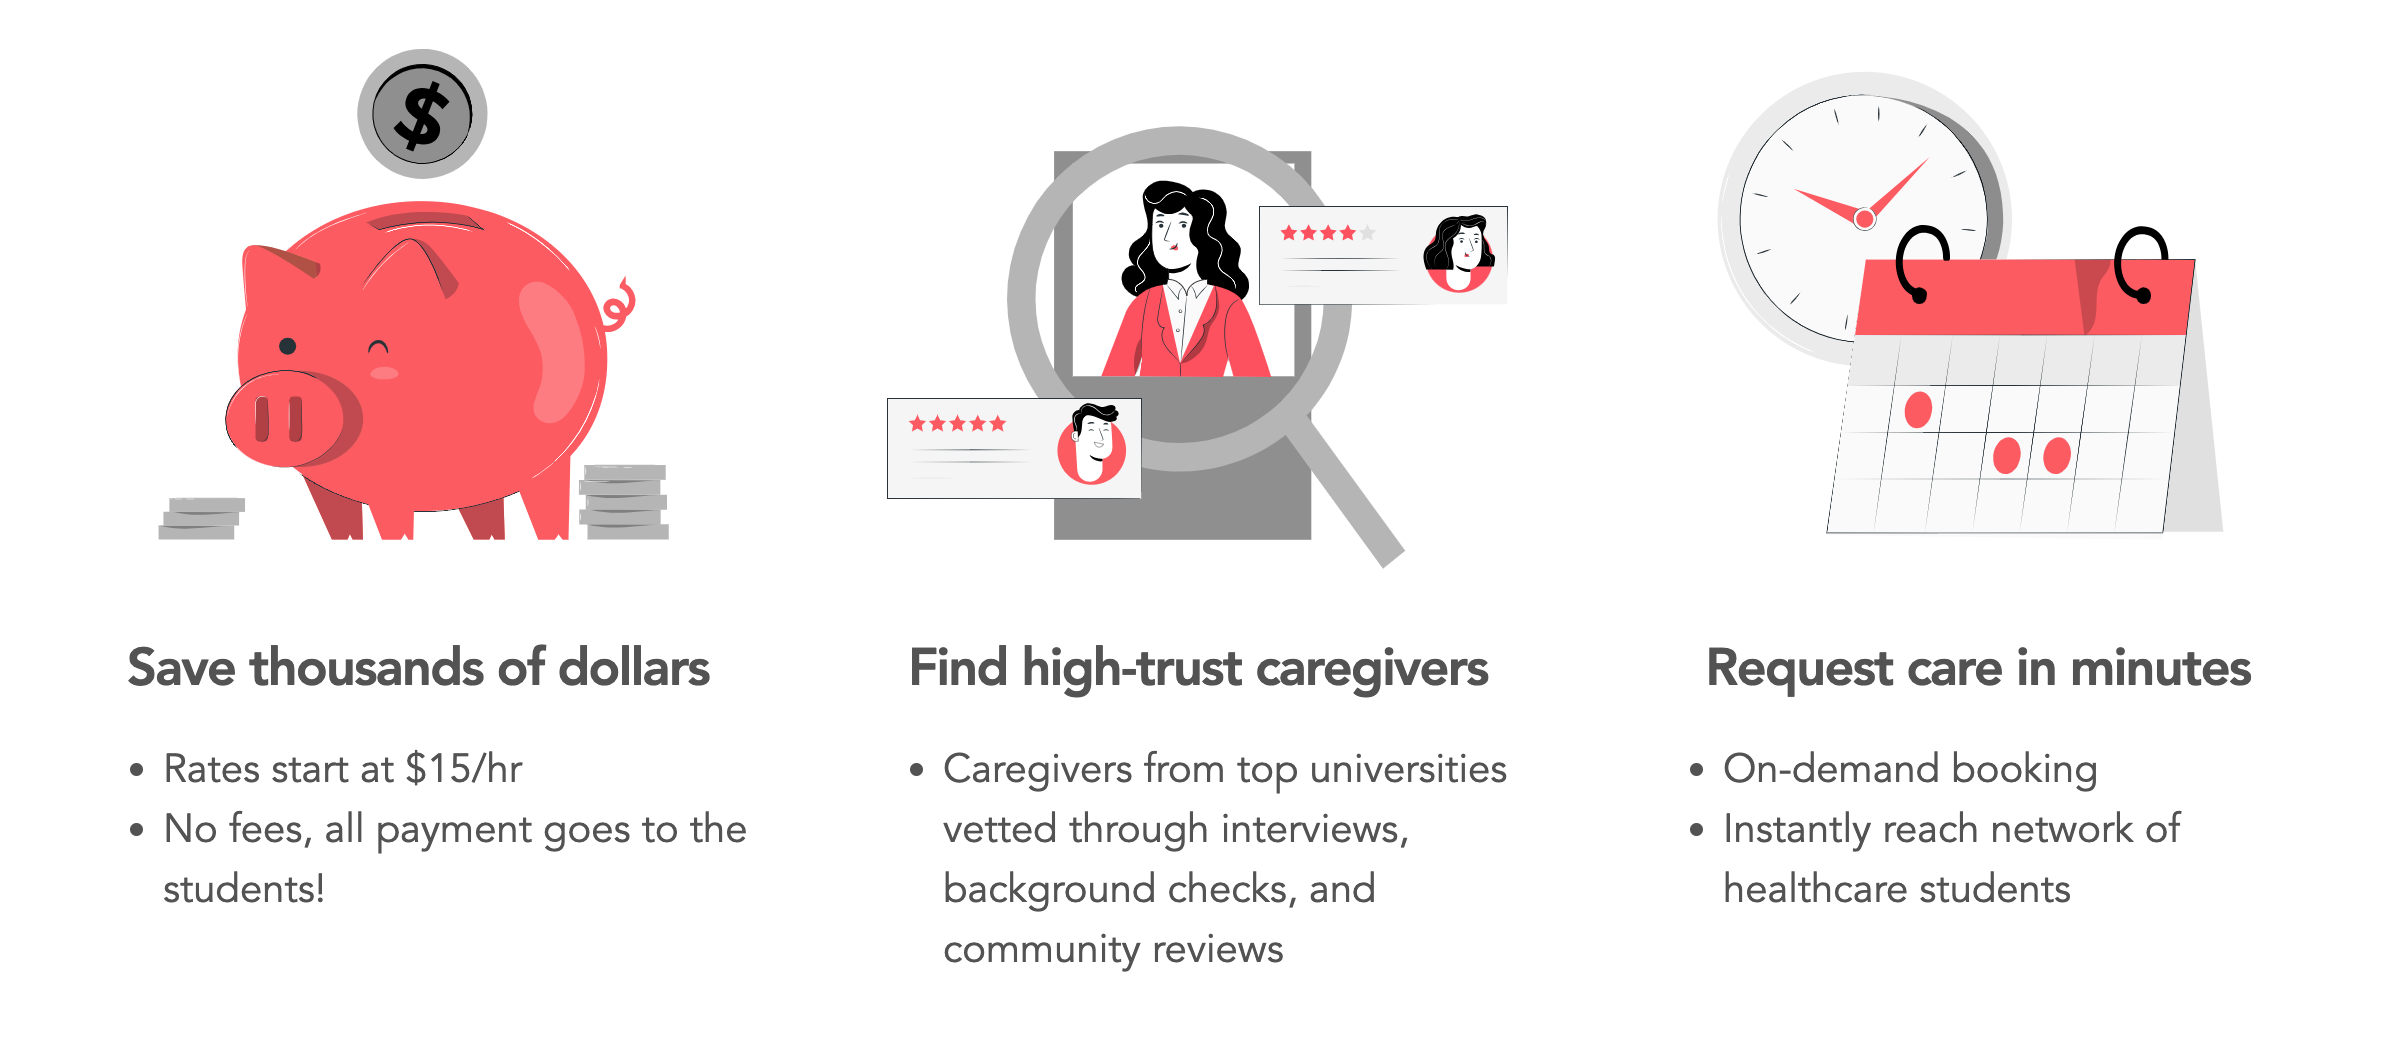 $
Save thousands of dollars
• Rates start at $15/hr
• No fees, all payment goes to the
students!
Find high-trust caregivers
• Caregivers from top universities
vetted through interviews,
background checks, and
community reviews
Request care in minutes
• On-demand booking
• Instantly reach network of
healthcare students